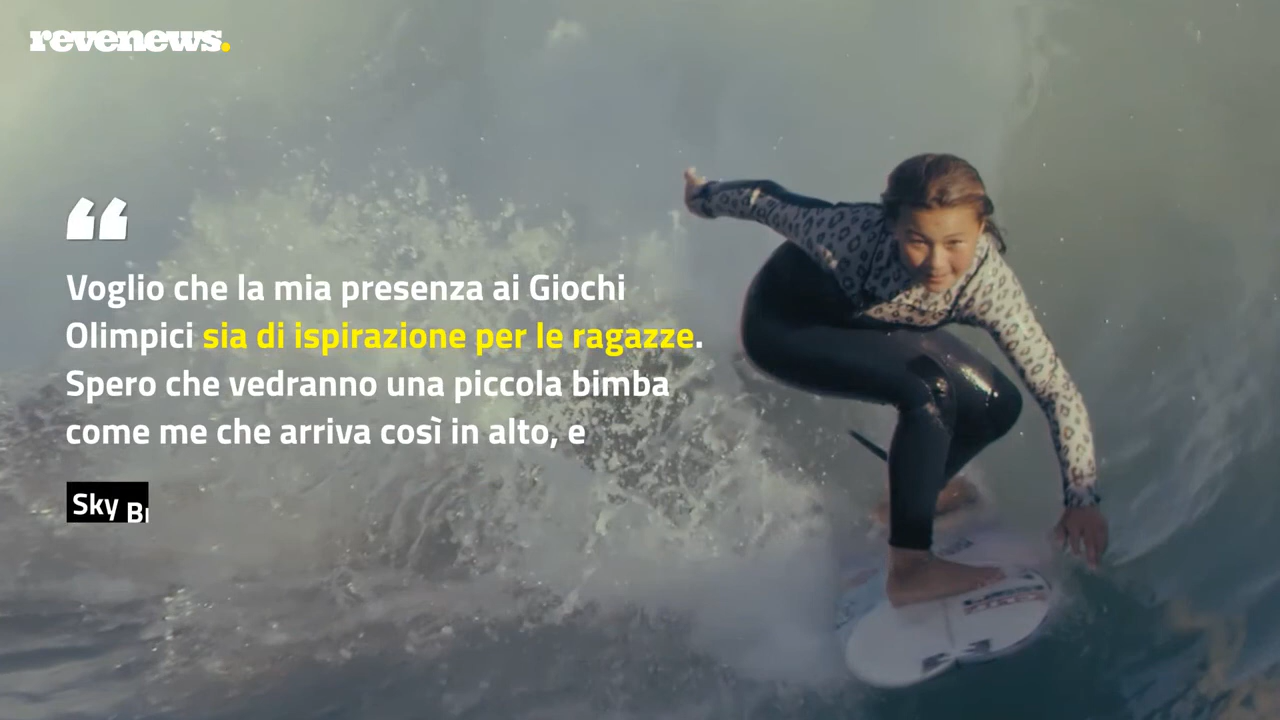 revenews.
Voglio che la mia presenza ai Giochi
Olimpici sia di ispirazione per le ragazze.
Spero che vedranno una piccola bimba
come me che arriva così in alto, e
Sky